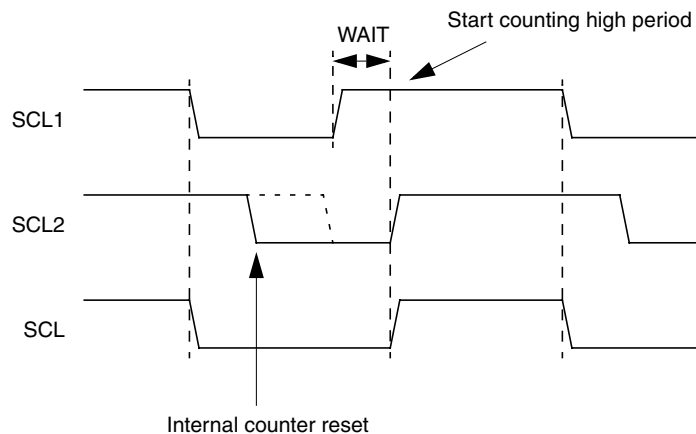 Start counting high period
WAIT
SCL1
SCL2
SCL
Internal counter reset